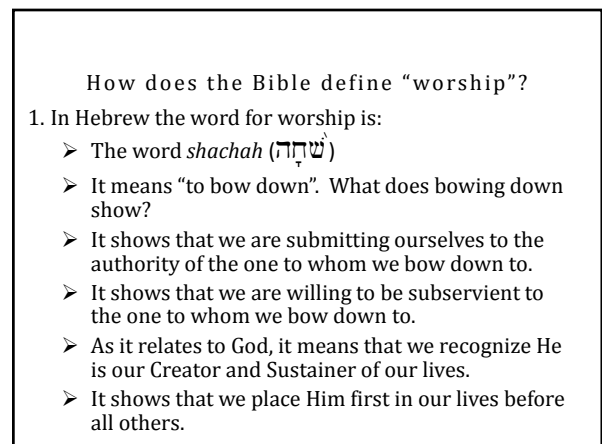 How does the Bible define “worship”?
1. In Hebrew the word for worship is:
➢ The word shachah (שָׁחָה)
➢ It means “to bow down”.  What does bowing down
show?
➢ It shows that we are submitting ourselves to the
authority of the one to whom we bow down to.
➢ It shows that we are willing to be subservient to
the one to whom we bow down to.
➢ As it relates to God, it means that we recognize He
is our Creator and Sustainer of our lives.
➢ It shows that we place Him first in our lives before
all others.